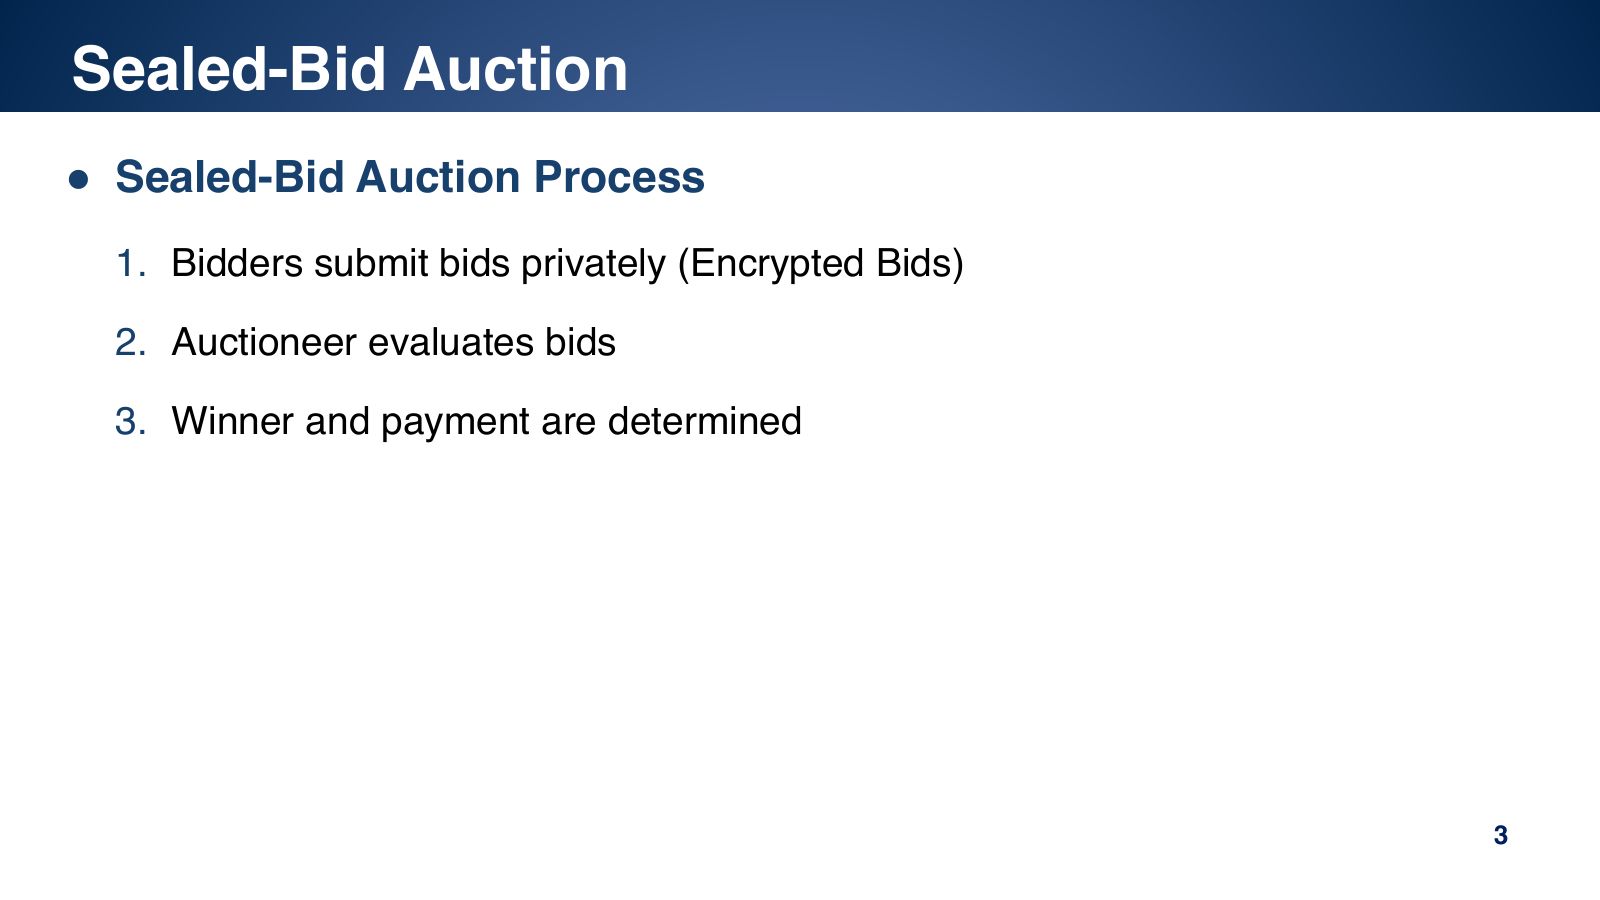 Sealed-Bid Auction
● Sealed-Bid Auction Process
1. Bidders submit bids privately (Encrypted Bids)
2. Auctioneer evaluates bids
3. Winner and payment are determined
3